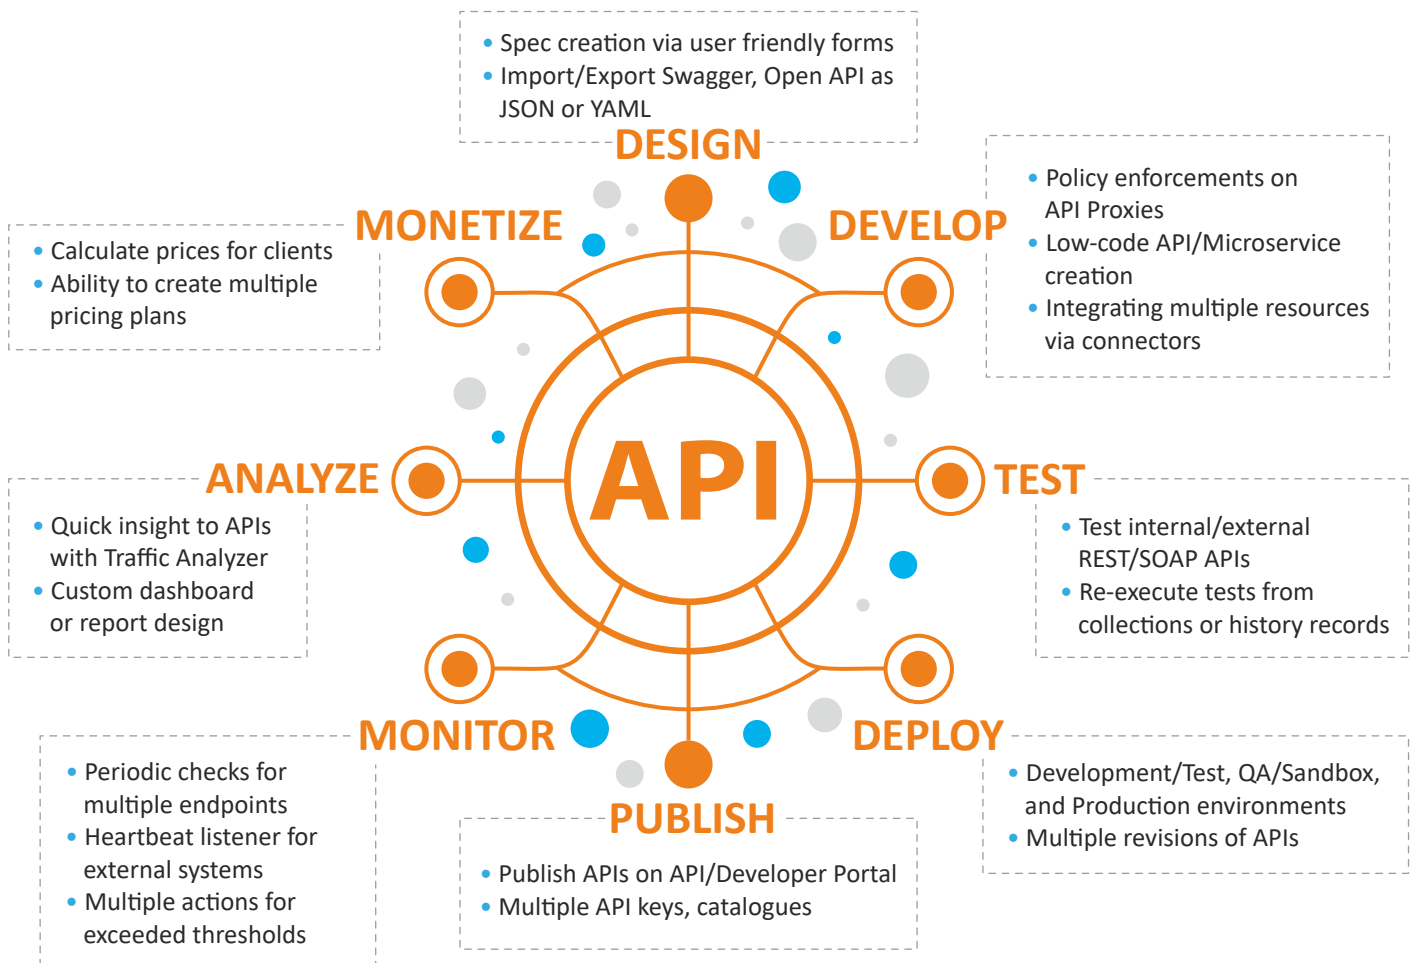 • Spec creation via user friendly forms
• Import/Export Swagger, Open API as
JSON or YAML
DESIGN
• Policy enforcements on
API Proxies
• Low-code API/Microservice
creation
• Integrating multiple resources
via connectors
DEVELOP
MONETIZE
• Calculate prices for clients
• Ability to create multiple
pricing plans
API
ANALYZE
• Quick insight to APIs
with Traffic Analyzer
• Custom dashboard
or report design
TEST
• Test internal/external
REST/SOAP APIs
• Re-execute tests from
collections or history records
MONITOR
• Periodic checks for
multiple endpoints
• Heartbeat listener for
external systems
• Multiple actions for
exceeded thresholds
PUBLISH
• Publish APIs on API/Developer Portal
• Multiple API keys, catalogues
DEPLOY
• Development/Test, QA/Sandbox,
and Production environments
• Multiple revisions of APIs